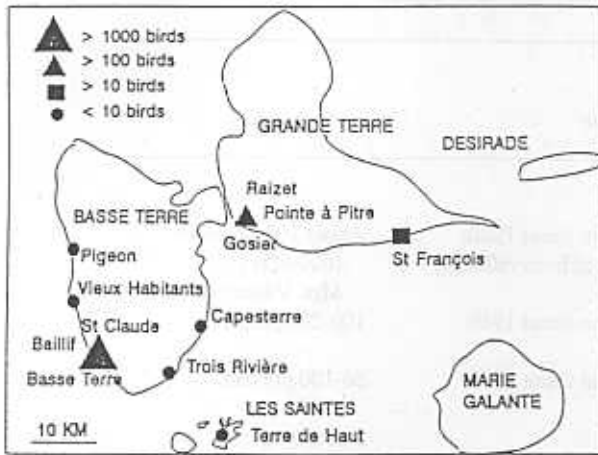 > 1000 birds
> 100 birds
> 10 birds
< 10 birds
GRANDE TERRE
DESIRADE
Raizet
BASSE TERRE
Pointe à Pitre
Gosier
St François
Pigeon
Vieux Habitants
St Claude
Capesterre
Baillif
Basse Terre
Trois Rivière
MARIE
GALANTE
LES SAINTES
Terre de Haut
10 KM